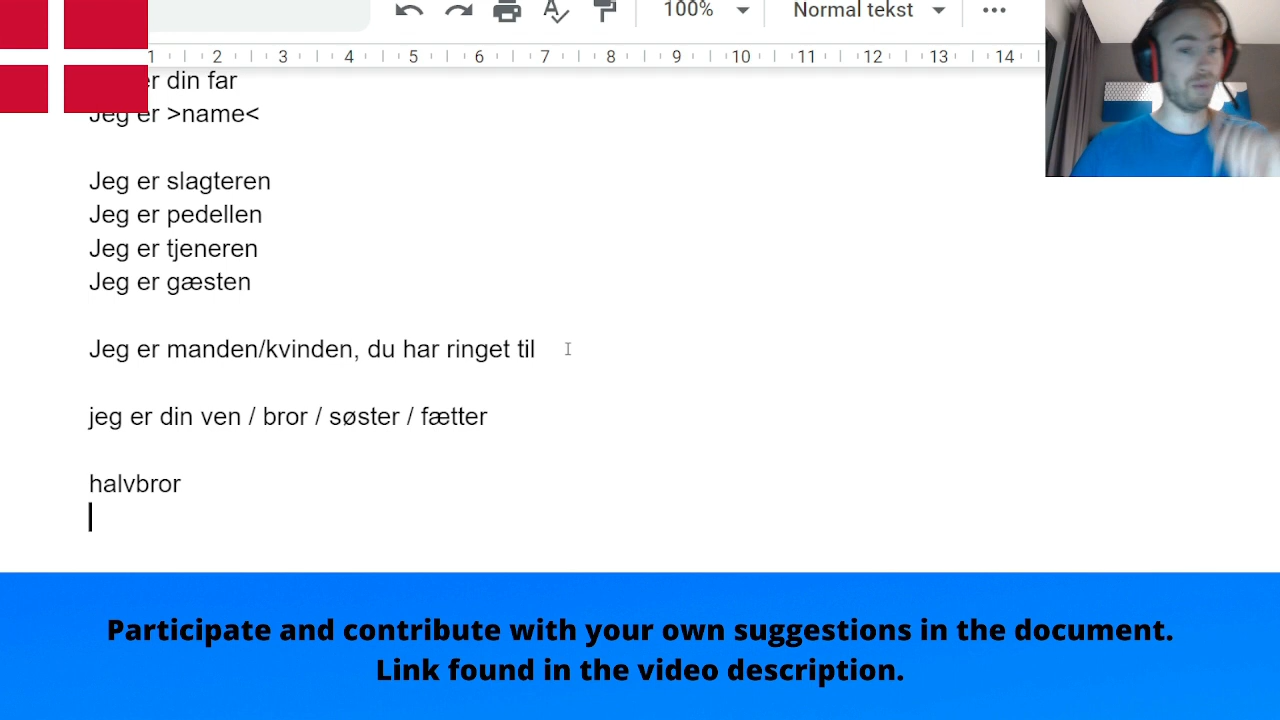 100% Normal tekst
1 2 3 4 5 6 7 8 9 10 11 12 13 14
er din far
Jeg er >name<
Jeg er slagteren
Jeg er pedellen
Jeg er tjeneren
Jeg er gæsten
Jeg er manden/kvinden, du har ringet til
jeg er din ven / bror / søster / fætter
halvbror
Participate and contribute with your own suggestions in the document.
Link found in the video description.